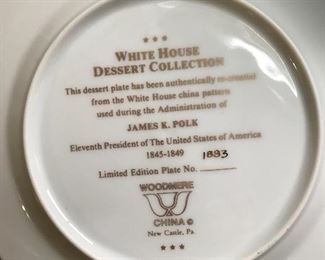 ★ ★ ★
WHITE HOUSE
DESSERT COLLECTION
This dessert plate has been authentically re-created
from the White House china pattern
used during the Administration of
JAMES K. POLK
Eleventh President of The United States of America
1845-1849 1893
Limited Edition Plate No.
WOODMERE
CHINA ©
New Castle, Pa.
★ ★ ★